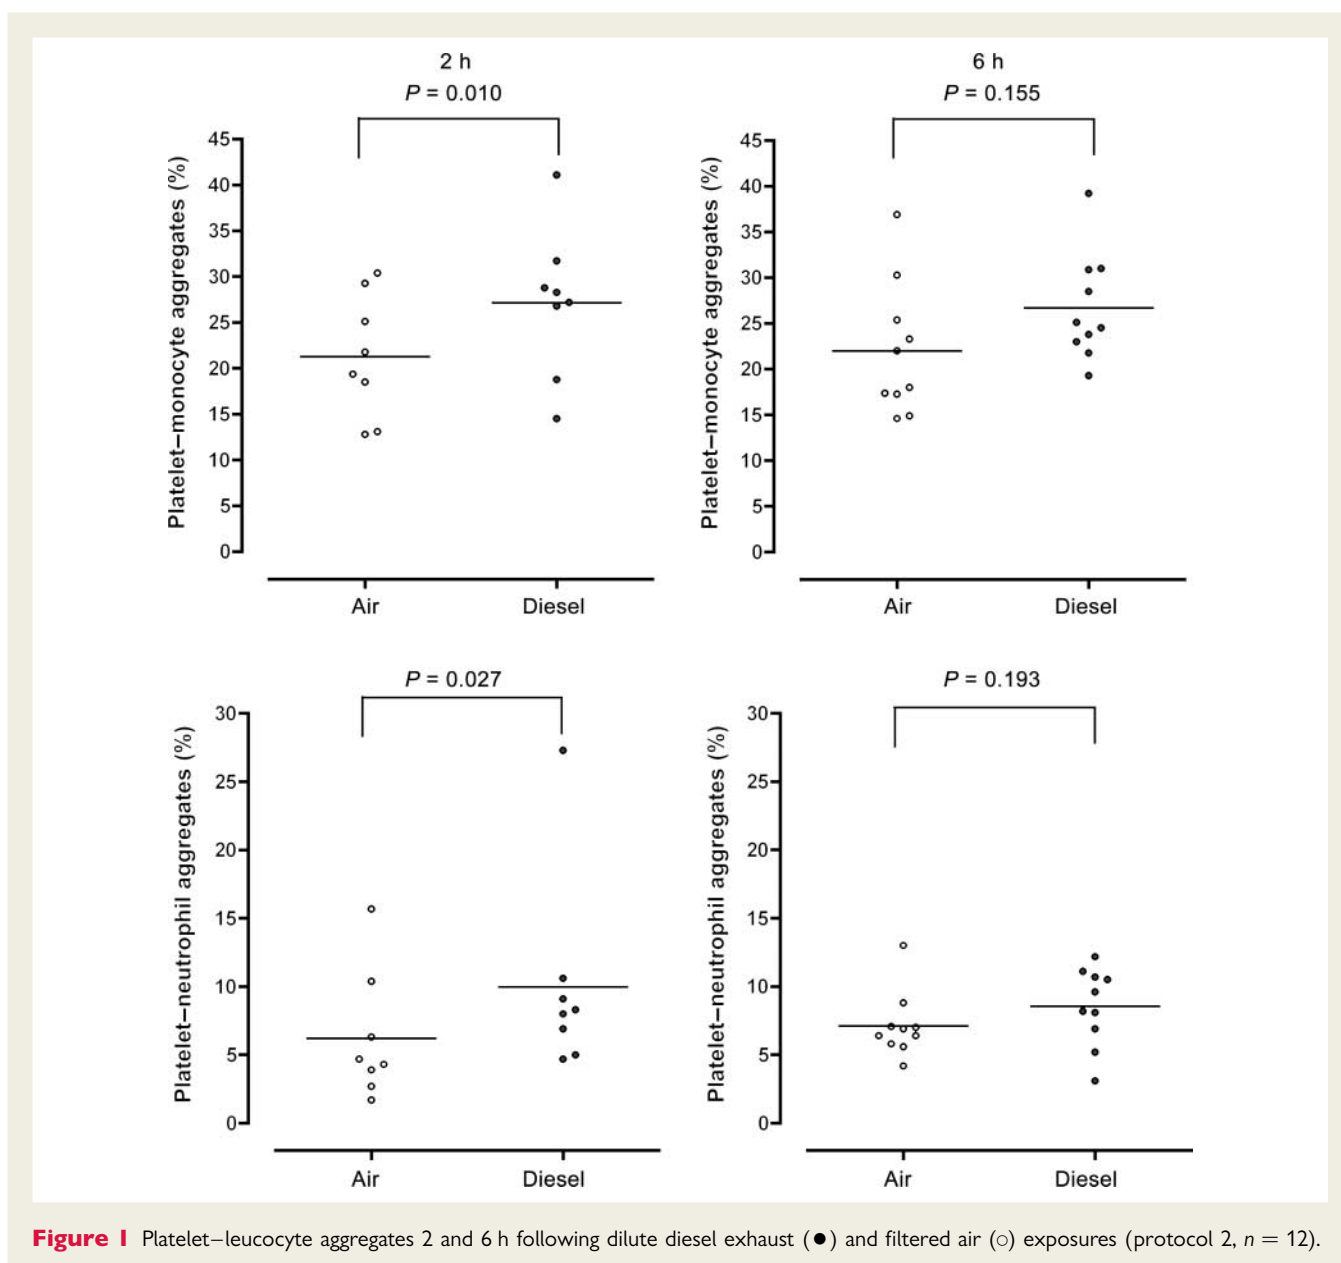 2 h
P = 0.010
45
40
35
30
25
20
15
10
5
0
Platelet–monocyte aggregates (%)
Air Diesel
6 h
P = 0.155
45
40
35
30
25
20
15
10
5
0
Platelet–monocyte aggregates (%)
Air Diesel
P = 0.027
30
25
20
15
10
5
0
Platelet–neutrophil aggregates (%)
Air Diesel
P = 0.193
30
25
20
15
10
5
0
Platelet–neutrophil aggregates (%)
Air Diesel
Figure 1 Platelet–leucocyte aggregates 2 and 6 h following dilute diesel exhaust (●) and filtered air (○) exposures (protocol 2, n = 12).